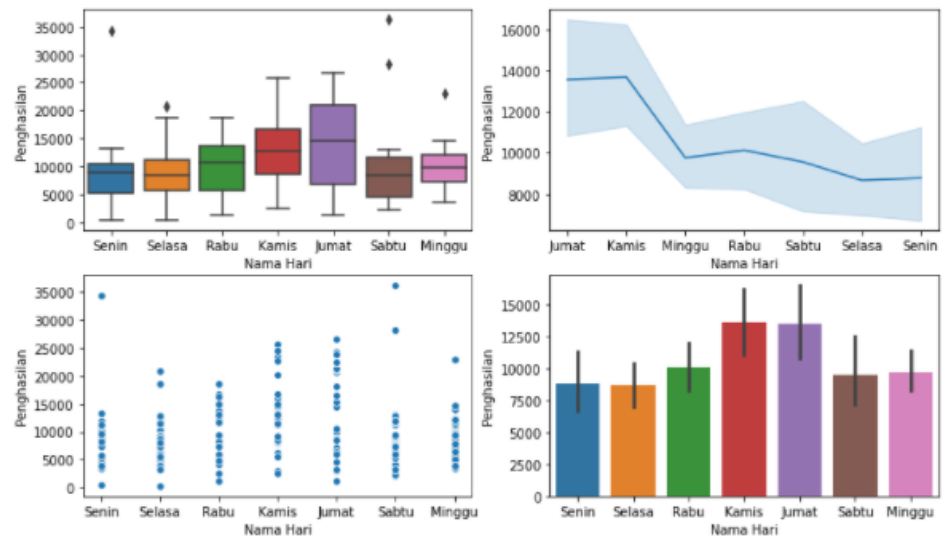 35000
30000
25000
20000
15000
10000
5000
0
Penghasilan
Senin Selasa Rabu Kamis Jumat Sabtu Minggu
Nama Hari
16000
14000
12000
10000
8000
Penghasilan
Jumat Kamis Minggu Rabu Sabtu Selasa Senin
Nama Hari
35000
30000
25000
20000
15000
10000
5000
0
Penghasilan
Senin Selasa Rabu Kamis Jumat Sabtu Minggu
Nama Hari
15000
12500
10000
7500
5000
2500
0
Penghasilan
Senin Selasa Rabu Kamis Jumat Sabtu Minggu
Nama Hari